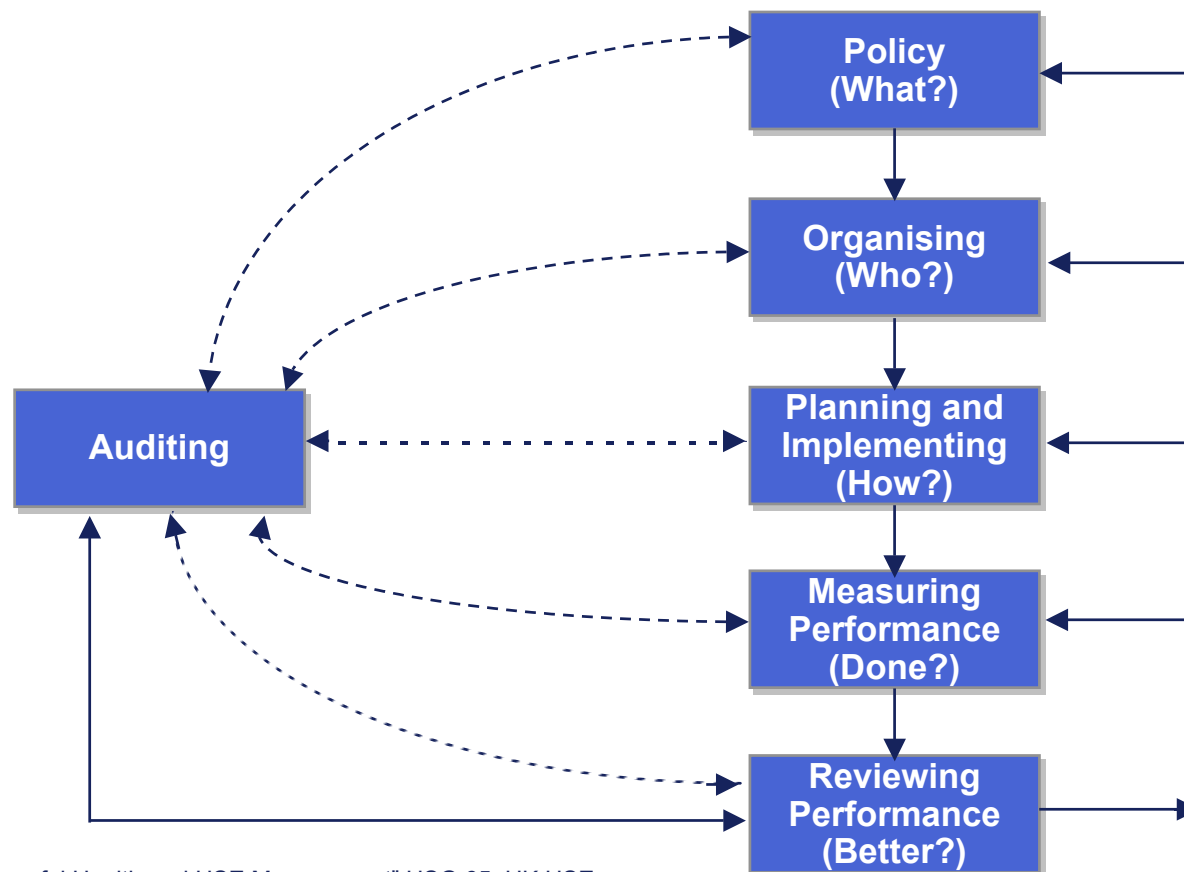 Policy
(What?)
Organising
(Who?)
Auditing
Planning and
Implementing
(How?)
Measuring
Performance
(Done?)
Reviewing
Performance
(Better?)